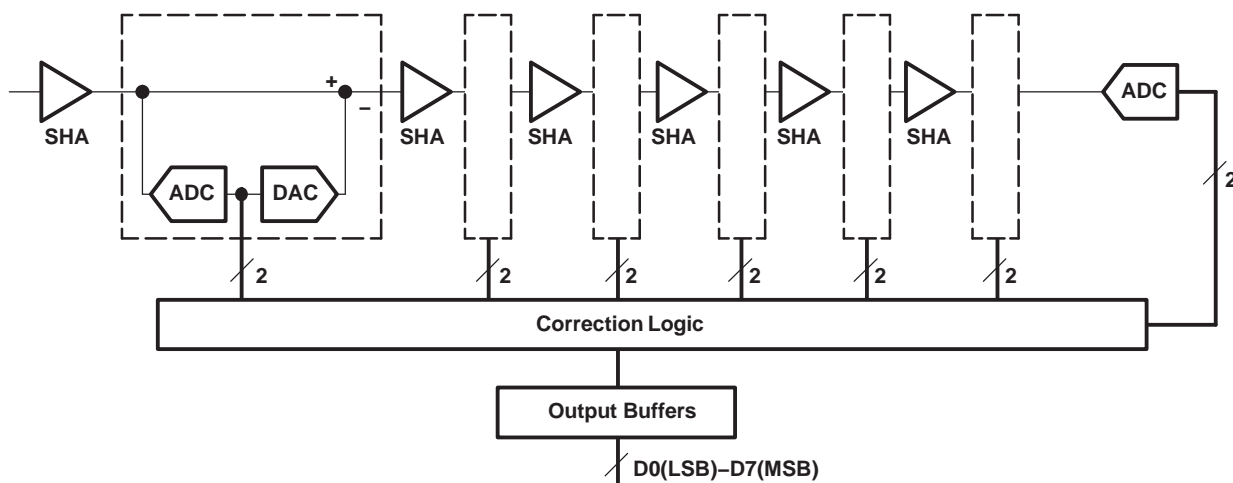 +
–
ADC
SHA
SHA
SHA
SHA
SHA
SHA
2
ADC
DAC
2
2
2
2
2
2
Correction Logic
Output Buffers
D0(LSB)–D7(MSB)